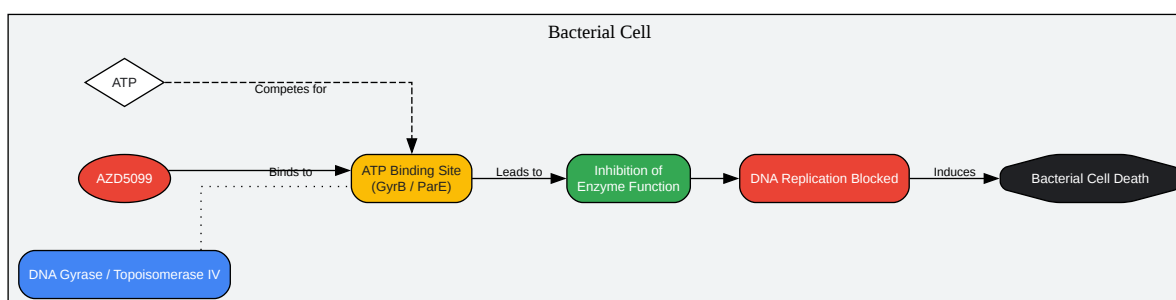 Bacterial Cell
ATP
Competes for
AZD5099
Binds to
ATP Binding Site
(GyrB / ParE)
Leads to
Inhibition of
Enzyme Function
DNA Replication Blocked
Induces
Bacterial Cell Death
DNA Gyrase / Topoisomerase IV